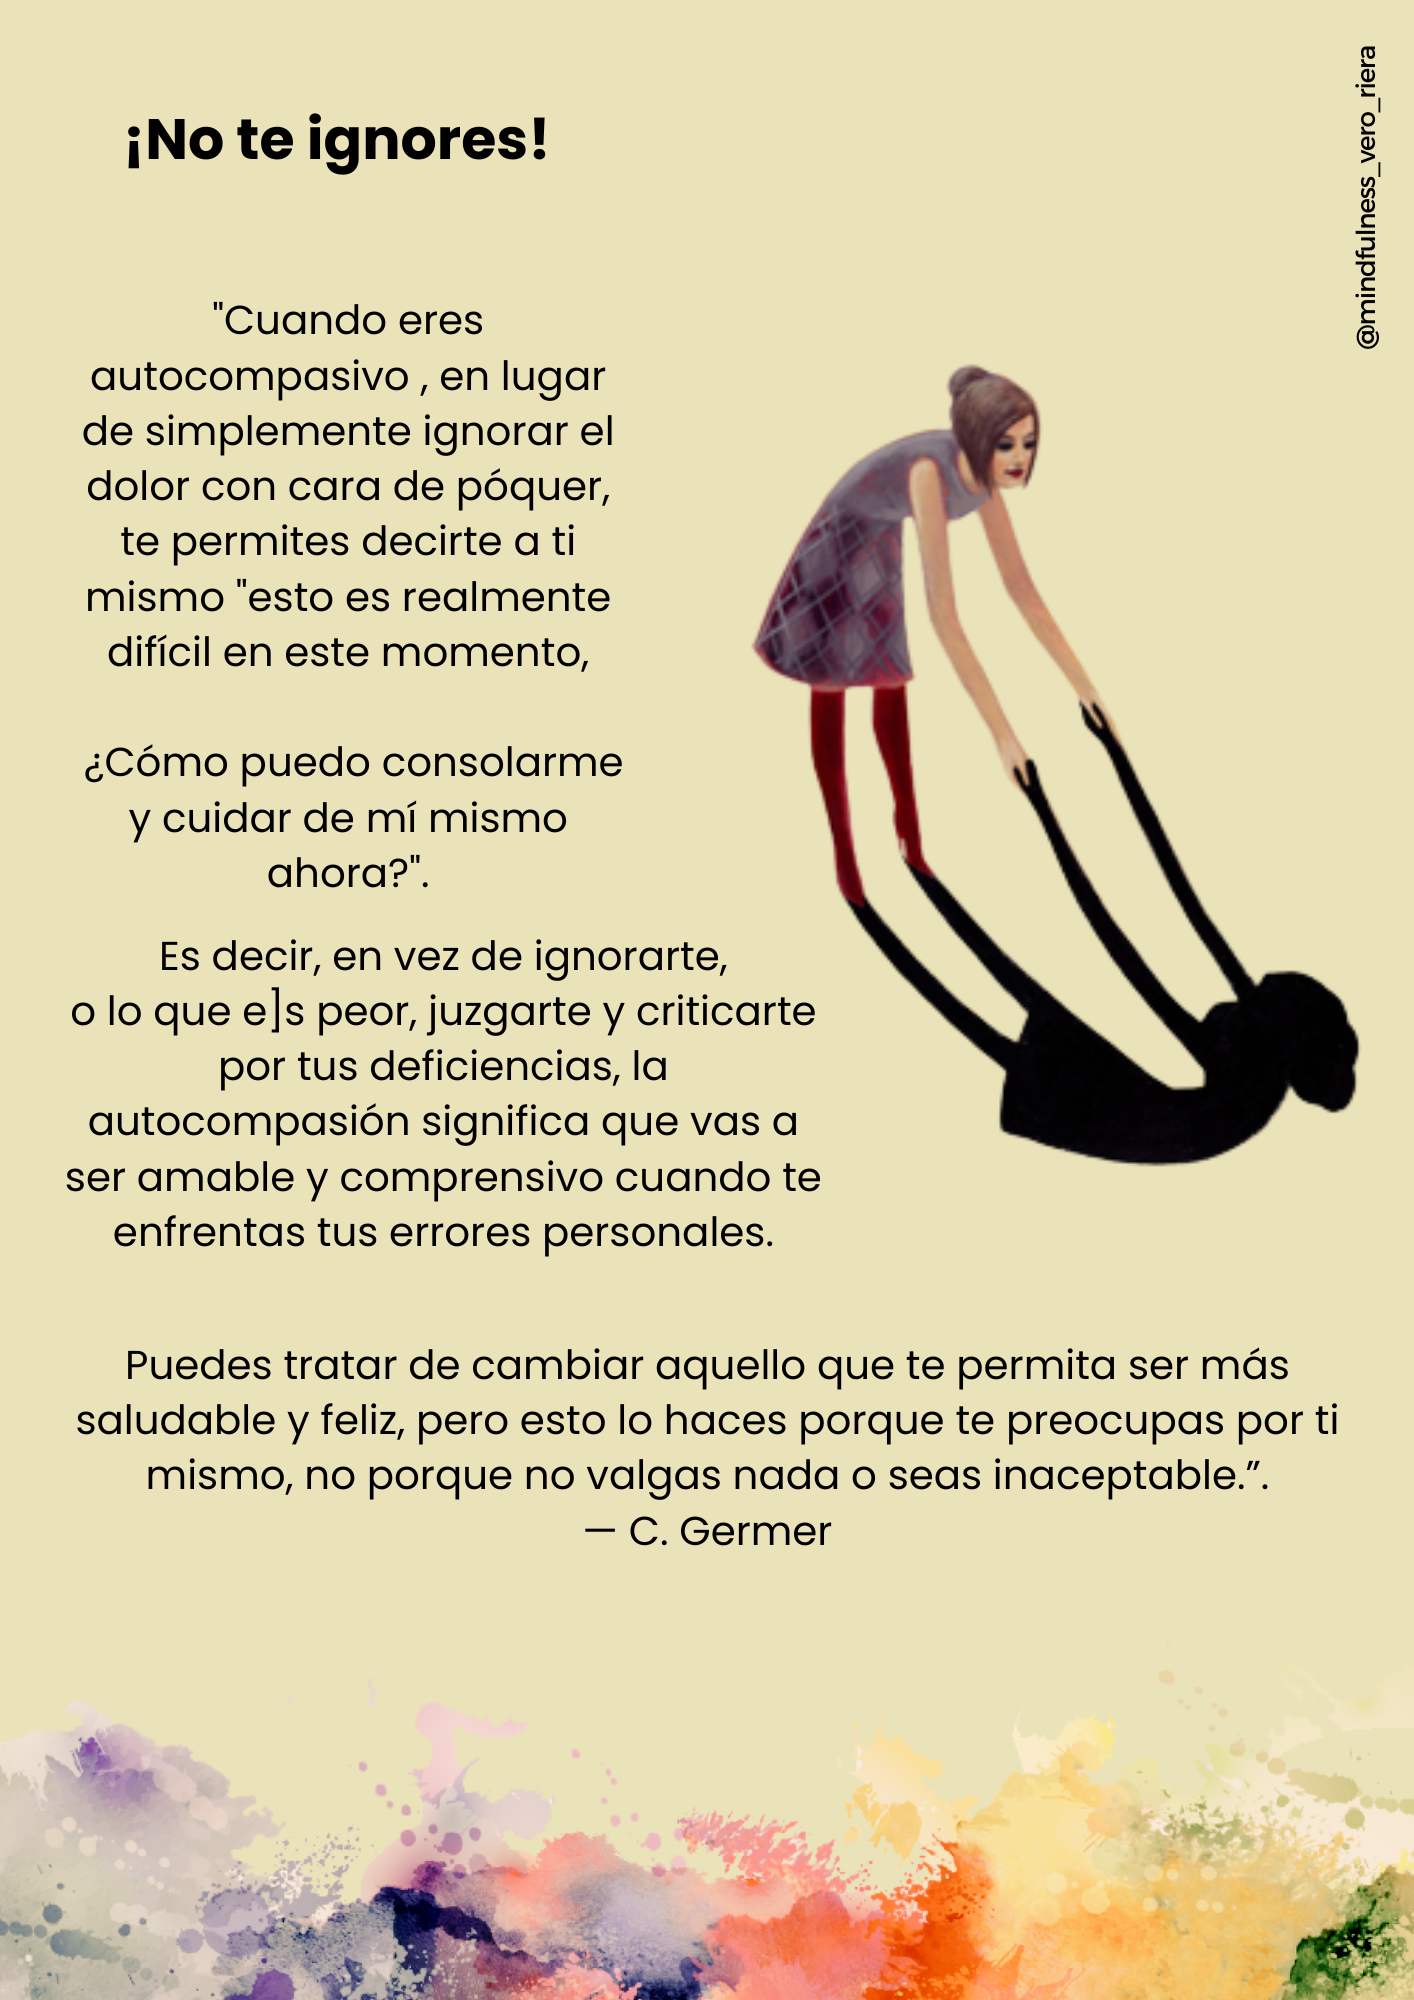 ¡No te ignores!
@mindfulness_vero_riera
"Cuando eres
autocompasivo , en lugar
de simplemente ignorar el
dolor con cara de póquer,
te permites decirte a ti
mismo "esto es realmente
difícil en este momento,
¿Cómo puedo consolarme
y cuidar de mí mismo
ahora?".
Es decir, en vez de ignorarte,
o lo que e]s peor, juzgarte y criticarte
por tus deficiencias, la
autocompasión significa que vas a
ser amable y comprensivo cuando te
enfrentas tus errores personales.
Puedes tratar de cambiar aquello que te permita ser más
saludable y feliz, pero esto lo haces porque te preocupas por ti
mismo, no porque no valgas nada o seas inaceptable.”.
— C. Germer